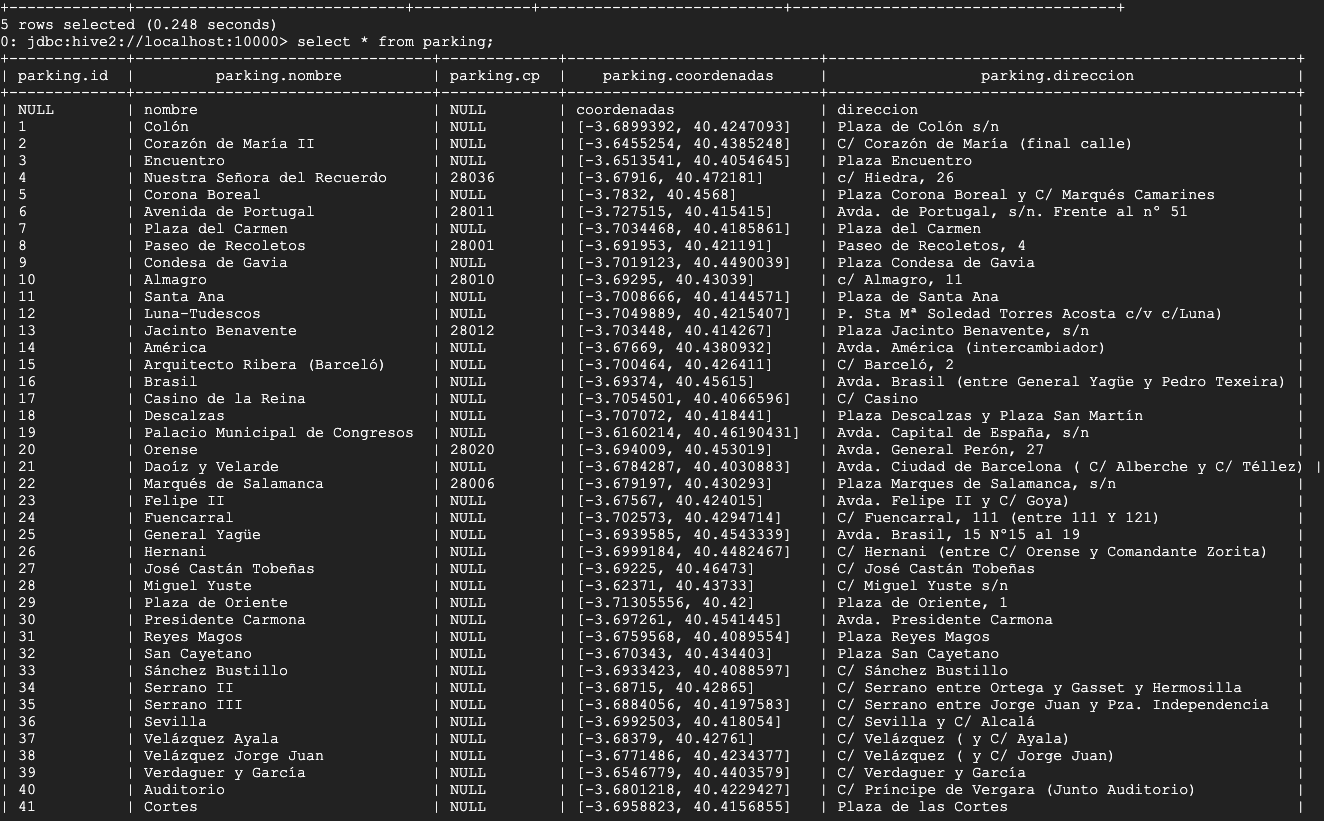 +-------------+-------------------------------+-------------+---------------------------+------------------------------------+
5 rows selected (0.248 seconds)
0: jdbc:hive2://localhost:10000> select * from parking;
+-------------+---------------------------------+-------------+----------------------------+----------------------------------------------------+
| parking.id | parking.nombre | parking.cp | parking.coordenadas | parking.direccion |
+-------------+---------------------------------+-------------+----------------------------+----------------------------------------------------+
| NULL | nombre | NULL | coordenadas | direccion |
| 1 | Colón | NULL | [-3.6899392, 40.4247093] | Plaza de Colón s/n |
| 2 | Corazón de María II | NULL | [-3.6455254, 40.4385248] | C/ Corazón de María (final calle) |
| 3 | Encuentro | NULL | [-3.6513541, 40.4054645] | Plaza Encuentro |
| 4 | Nuestra Señora del Recuerdo | 28036 | [-3.67916, 40.472181] | c/ Hiedra, 26 |
| 5 | Corona Boreal | NULL | [-3.7832, 40.4568] | Plaza Corona Boreal y C/ Marqués Camarines |
| 6 | Avenida de Portugal | 28011 | [-3.727515, 40.415415] | Avda. de Portugal, s/n. Frente al nº 51 |
| 7 | Plaza del Carmen | NULL | [-3.7034468, 40.4185861] | Plaza del Carmen |
| 8 | Paseo de Recoletos | 28001 | [-3.691953, 40.421191] | Paseo de Recoletos, 4 |
| 9 | Condesa de Gavia | NULL | [-3.7019123, 40.4490039] | Plaza Condesa de Gavia |
| 10 | Almagro | 28010 | [-3.69295, 40.43039] | c/ Almagro, 11 |
| 11 | Santa Ana | NULL | [-3.7008666, 40.4144571] | Plaza de Santa Ana |
| 12 | Luna-Tudescos | NULL | [-3.7049889, 40.4215407] | P. Sta Mª Soledad Torres Acosta c/v c/Luna) |
| 13 | Jacinto Benavente | 28012 | [-3.703448, 40.414267] | Plaza Jacinto Benavente, s/n |
| 14 | América | NULL | [-3.67669, 40.4380932] | Avda. América (intercambiador) |
| 15 | Arquitecto Ribera (Barceló) | NULL | [-3.700464, 40.426411] | C/ Barceló, 2 |
| 16 | Brasil | NULL | [-3.69374, 40.45615] | Avda. Brasil (entre General Yagüe y Pedro Texeira) |
| 17 | Casino de la Reina | NULL | [-3.7054501, 40.4066596] | C/ Casino |
| 18 | Descalzas | NULL | [-3.707072, 40.418441] | Plaza Descalzas y Plaza San Martín |
| 19 | Palacio Municipal de Congresos | NULL | [-3.6160214, 40.46190431] | Avda. Capital de España, s/n |
| 20 | Orense | 28020 | [-3.694009, 40.453019] | Avda. General Perón, 27 |
| 21 | Daoíz y Velarde | NULL | [-3.6784287, 40.4030883] | Avda. Ciudad de Barcelona ( C/ Alberche y C/ Téllez) |
| 22 | Marqués de Salamanca | 28006 | [-3.679197, 40.430293] | Plaza Marques de Salamanca, s/n |
| 23 | Felipe II | NULL | [-3.67567, 40.424015] | Avda. Felipe II y C/ Goya) |
| 24 | Fuencarral | NULL | [-3.702573, 40.4294714] | C/ Fuencarral, 111 (entre 111 Y 121) |
| 25 | General Yagüe | NULL | [-3.6939585, 40.4543339] | Avda. Brasil, 15 Nº15 al 19 |
| 26 | Hernani | NULL | [-3.6999184, 40.4482467] | C/ Hernani (entre C/ Orense y Comandante Zorita) |
| 27 | José Castán Tobeñas | NULL | [-3.69225, 40.46473] | C/ José Castán Tobeñas |
| 28 | Miguel Yuste | NULL | [-3.62371, 40.43733] | C/ Miguel Yuste s/n |
| 29 | Plaza de Oriente | NULL | [-3.71305556, 40.42] | Plaza de Oriente, 1 |
| 30 | Presidente Carmona | NULL | [-3.697261, 40.4541445] | Avda. Presidente Carmona |
| 31 | Reyes Magos | NULL | [-3.6759568, 40.4089554] | Plaza Reyes Magos |
| 32 | San Cayetano | NULL | [-3.670343, 40.434403] | Plaza San Cayetano |
| 33 | Sánchez Bustillo | NULL | [-3.6933423, 40.4088597] | C/ Sánchez Bustillo |
| 34 | Serrano II | NULL | [-3.68715, 40.42865] | C/ Serrano entre Ortega y Gasset y Hermosilla |
| 35 | Serrano III | NULL | [-3.6884056, 40.4197583] | C/ Serrano entre Jorge Juan y Pza. Independencia |
| 36 | Sevilla | NULL | [-3.6992503, 40.418054] | C/ Sevilla y C/ Alcalá |
| 37 | Velázquez Ayala | NULL | [-3.68379, 40.42761] | C/ Velázquez ( y C/ Ayala) |
| 38 | Velázquez Jorge Juan | NULL | [-3.6771486, 40.4234377] | C/ Velázquez ( y C/ Jorge Juan) |
| 39 | Verdaguer y García | NULL | [-3.6546779, 40.4403579] | C/ Verdaguer y García |
| 40 | Auditorio | NULL | [-3.6801218, 40.4229427] | C/ Príncipe de Vergara (Junto Auditorio) |
| 41 | Cortes | NULL | [-3.6958823, 40.4156855] | Plaza de las Cortes |